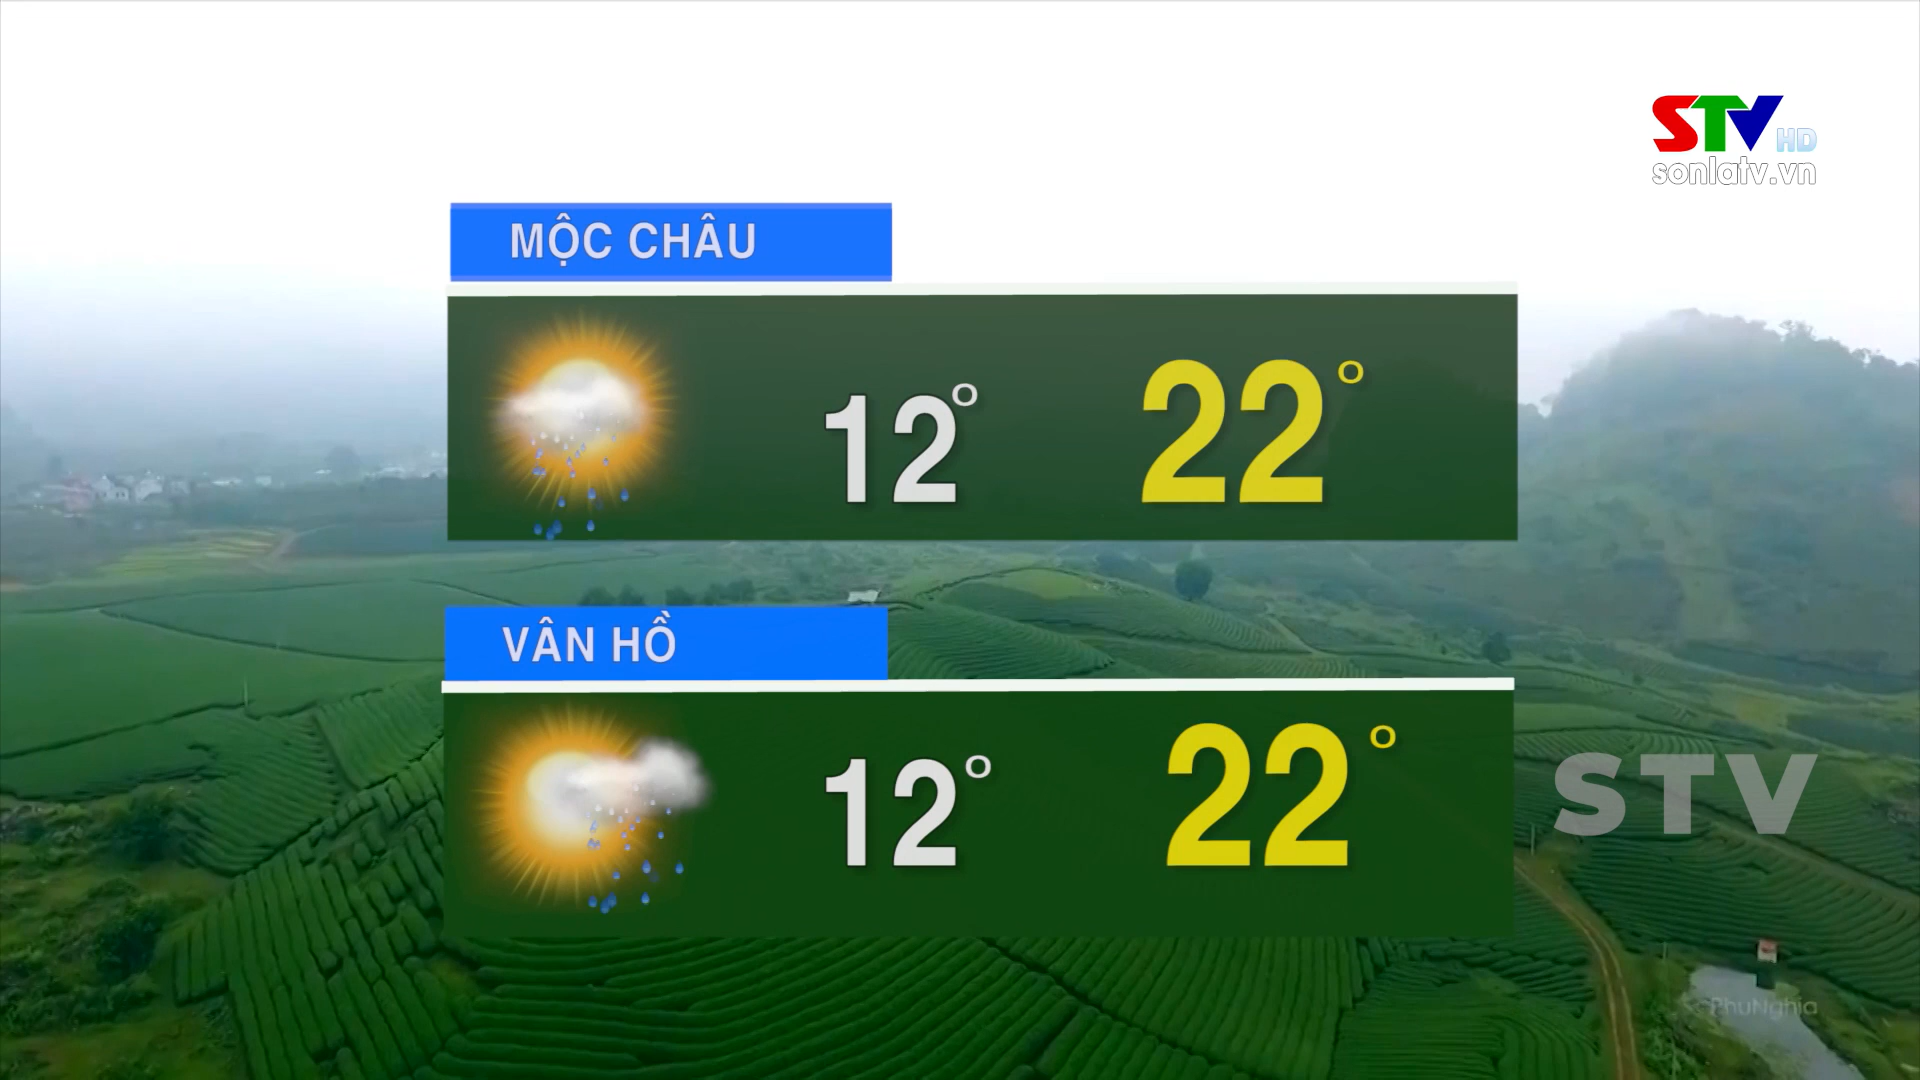 STV HD
sonlatv.vn
MỘC CHÂU
12° 22°
VÂN HỒ
12° 22°
STV
PhuNghia